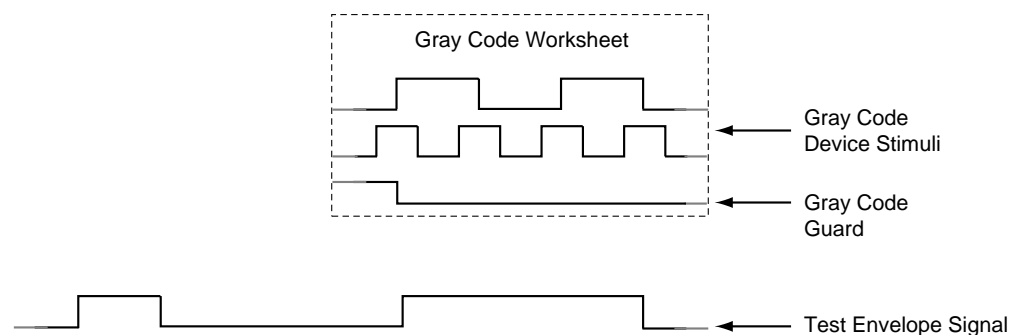 Gray Code Worksheet
Gray Code
Device Stimuli
Gray Code
Guard
Test Envelope Signal